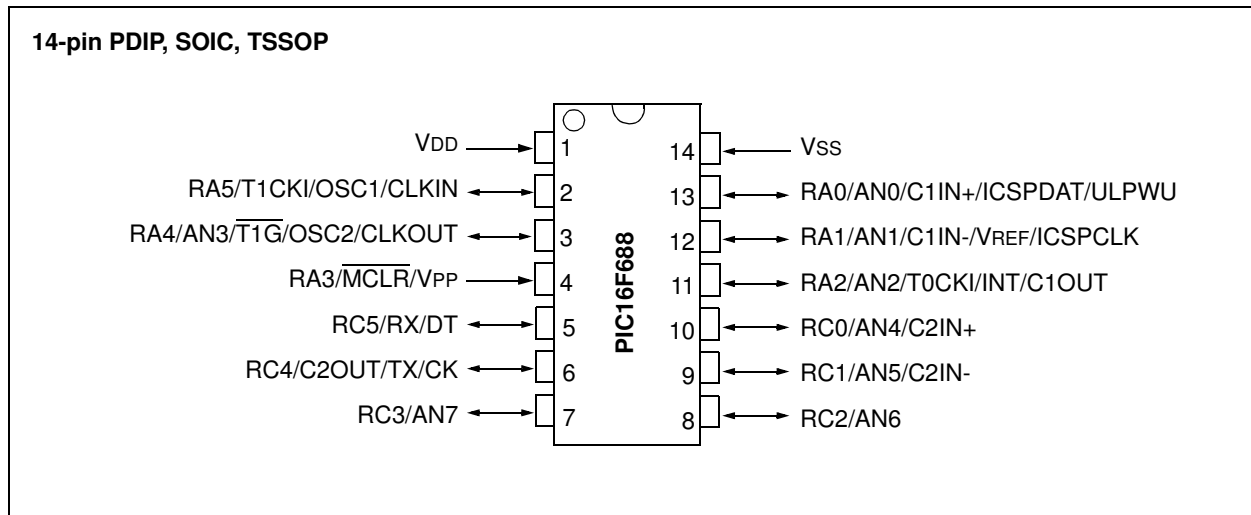 14-pin PDIP, SOIC, TSSOP
VDD 1 14 VSS
RA5/T1CKI/OSC1/CLKIN 2 13 RA0/AN0/C1IN+/ICSPDAT/ULPWU
RA4/AN3/T1G/OSC2/CLKOUT 3 12 RA1/AN1/C1IN-/VREF/ICSPCLK
RA3/MCLR/VPP 4 11 RA2/AN2/T0CKI/INT/C1OUT
RC5/RX/DT 5 10 RC0/AN4/C2IN+
RC4/C2OUT/TX/CK 6 9 RC1/AN5/C2IN-
RC3/AN7 7 8 RC2/AN6
PIC16F688